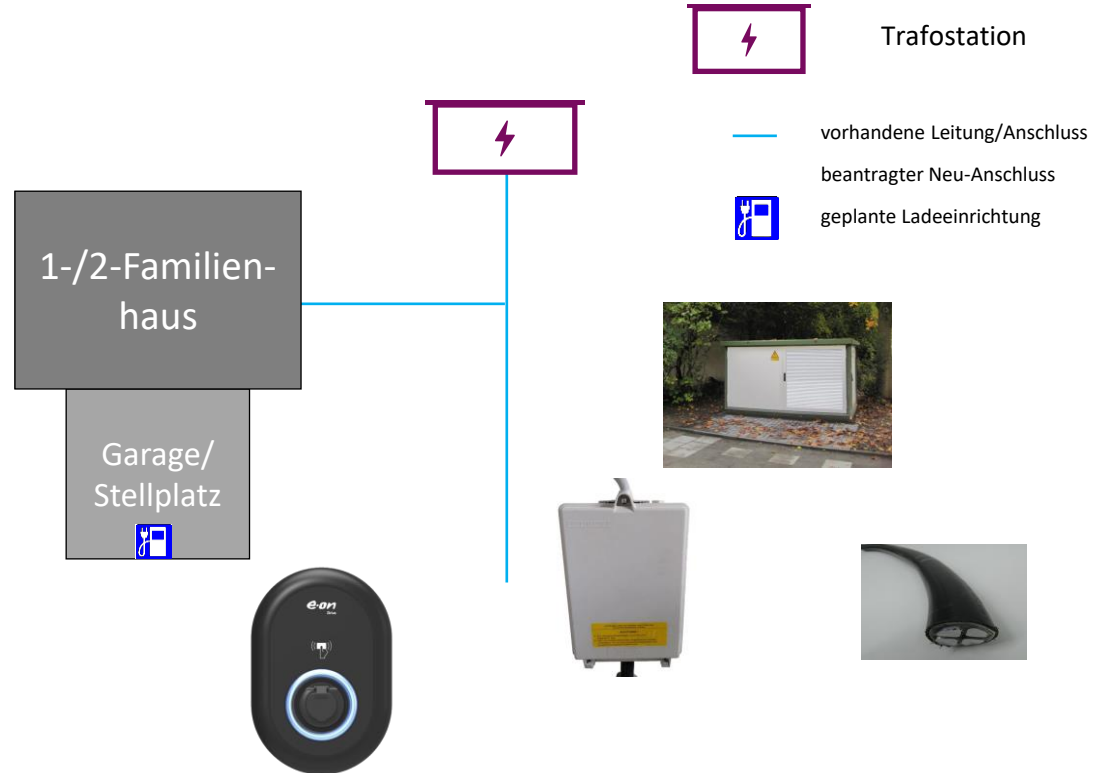 Trafostation
vorhandene Leitung/Anschluss
beantragter Neu-Anschluss
geplante Ladeeinrichtung
1-/2-Familien-
haus
Garage/
Stellplatz
e·on